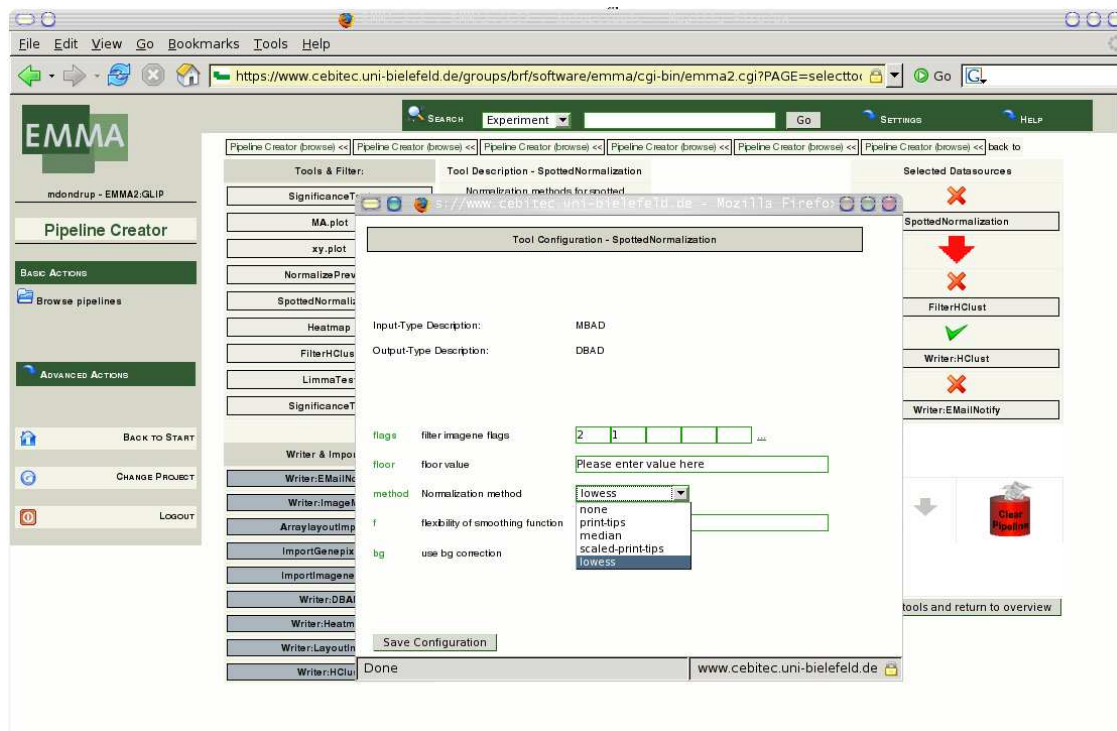 File Edit View Go Bookmarks Tools Help
https://www.cebitec.uni-bielefeld.de/groups/brf/software/emma/cgi-bin/emma2.cgi?PAGE=selecttoo
Go
G
EMMA
SEARCH Experiment Go SETTINGS HELP
Pipeline Creator (browse) << Pipeline Creator (browse) << Pipeline Creator (browse) << Pipeline Creator (browse) << Pipeline Creator (browse) << Pipeline Creator (browse) << back to
mdondrup - EMMA2:GLIP
Pipeline Creator
BASIC ACTIONS
Browse pipelines
ADVANCED ACTIONS
BACK TO START
CHANGE PROJECT
LOGOUT
Tools & Filter:
SignificanceT
MA.plot
xy.plot
NormalizePrev
SpottedNormaliz
Heatmap
FilterHClus
LimmaTes
SignificanceT
Writer & Impor
Writer:EMailNo
Writer:ImageM
ArraylayoutImp
ImportGenepix
ImportImagene
Writer:DBA
Writer:Heatm
Writer:LayoutIn
Writer:HClu
Tool Description - SpottedNormalization
Normalization methods for spotted
s://www.cebitec.uni-bielefeld.de - Mozilla Firefox
Tool Configuration - SpottedNormalization
Input-Type Description: MBAD
Output-Type Description: DBAD
flags filter imagene flags 2 1 ...
floor floor value Please enter value here
method Normalization method lowess
none
print-tips
median
scaled-print-tips
lowess
f flexibility of smoothing function
bg use bg correction
Save Configuration
Done www.cebitec.uni-bielefeld.de
Selected Datasources
SpottedNormalization
FilterHClust
Writer:HClust
Writer:EMailNotify
Clear
Pipeline
tools and return to overview